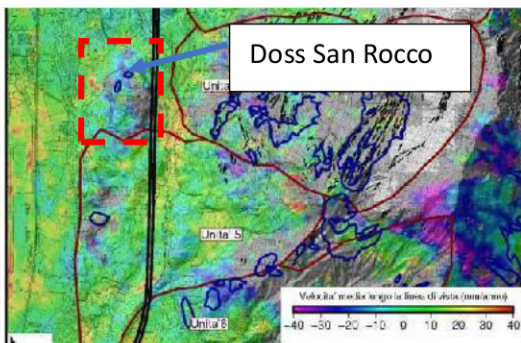 Doss San Rocco
Unita'
Unita' 5
Unita' 6
Velocita' media lungo la linea di vista (mm/anno)
-40 -30 -20 -10 0 10 20 30 40